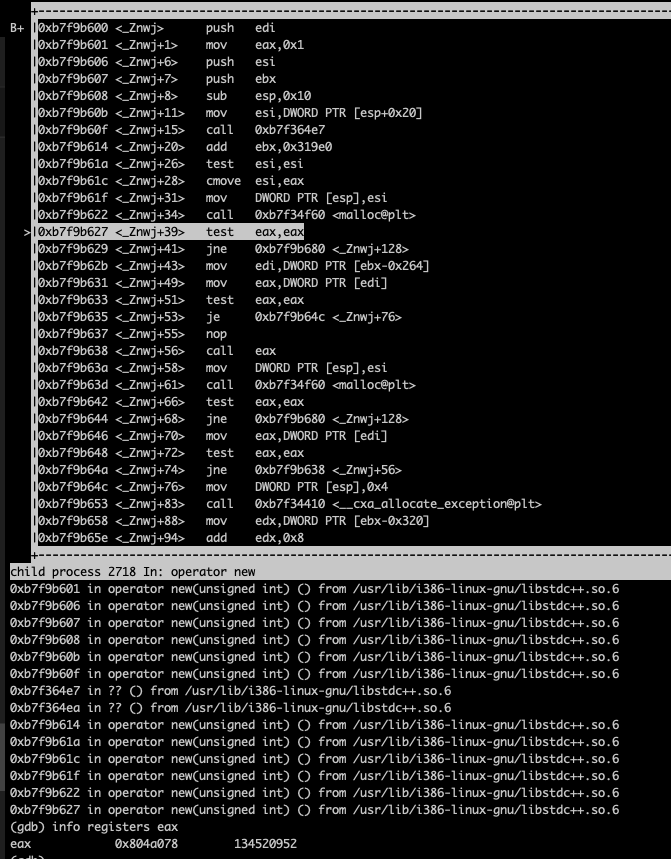 B+ |0xb7f9b600 <_Znwj> push edi
|0xb7f9b601 <_Znwj+1> mov eax,0x1
|0xb7f9b606 <_Znwj+6> push esi
|0xb7f9b607 <_Znwj+7> push ebx
|0xb7f9b608 <_Znwj+8> sub esp,0x10
|0xb7f9b60b <_Znwj+11> mov esi,DWORD PTR [esp+0x20]
|0xb7f9b60f <_Znwj+15> call 0xb7f364e7
|0xb7f9b614 <_Znwj+20> add ebx,0x319e0
|0xb7f9b61a <_Znwj+26> test esi,esi
|0xb7f9b61c <_Znwj+28> cmove esi,eax
|0xb7f9b61f <_Znwj+31> mov DWORD PTR [esp],esi
|0xb7f9b622 <_Znwj+34> call 0xb7f34f60 <malloc@plt>
>|0xb7f9b627 <_Znwj+39> test eax,eax
|0xb7f9b629 <_Znwj+41> jne 0xb7f9b680 <_Znwj+128>
|0xb7f9b62b <_Znwj+43> mov edi,DWORD PTR [ebx-0x264]
|0xb7f9b631 <_Znwj+49> mov eax,DWORD PTR [edi]
|0xb7f9b633 <_Znwj+51> test eax,eax
|0xb7f9b635 <_Znwj+53> je 0xb7f9b64c <_Znwj+76>
|0xb7f9b637 <_Znwj+55> nop
|0xb7f9b638 <_Znwj+56> call eax
|0xb7f9b63a <_Znwj+58> mov DWORD PTR [esp],esi
|0xb7f9b63d <_Znwj+61> call 0xb7f34f60 <malloc@plt>
|0xb7f9b642 <_Znwj+66> test eax,eax
|0xb7f9b644 <_Znwj+68> jne 0xb7f9b680 <_Znwj+128>
|0xb7f9b646 <_Znwj+70> mov eax,DWORD PTR [edi]
|0xb7f9b648 <_Znwj+72> test eax,eax
|0xb7f9b64a <_Znwj+74> jne 0xb7f9b638 <_Znwj+56>
|0xb7f9b64c <_Znwj+76> mov DWORD PTR [esp],0x4
|0xb7f9b653 <_Znwj+83> call 0xb7f34410 <__cxa_allocate_exception@plt>
|0xb7f9b658 <_Znwj+88> mov edx,DWORD PTR [ebx-0x320]
|0xb7f9b65e <_Znwj+94> add edx,0x8
child process 2718 In: operator new
0xb7f9b601 in operator new(unsigned int) () from /usr/lib/i386-linux-gnu/libstdc++.so.6
0xb7f9b606 in operator new(unsigned int) () from /usr/lib/i386-linux-gnu/libstdc++.so.6
0xb7f9b607 in operator new(unsigned int) () from /usr/lib/i386-linux-gnu/libstdc++.so.6
0xb7f9b608 in operator new(unsigned int) () from /usr/lib/i386-linux-gnu/libstdc++.so.6
0xb7f9b60b in operator new(unsigned int) () from /usr/lib/i386-linux-gnu/libstdc++.so.6
0xb7f9b60f in operator new(unsigned int) () from /usr/lib/i386-linux-gnu/libstdc++.so.6
0xb7f364e7 in ?? () from /usr/lib/i386-linux-gnu/libstdc++.so.6
0xb7f364ea in ?? () from /usr/lib/i386-linux-gnu/libstdc++.so.6
0xb7f9b614 in operator new(unsigned int) () from /usr/lib/i386-linux-gnu/libstdc++.so.6
0xb7f9b61a in operator new(unsigned int) () from /usr/lib/i386-linux-gnu/libstdc++.so.6
0xb7f9b61c in operator new(unsigned int) () from /usr/lib/i386-linux-gnu/libstdc++.so.6
0xb7f9b61f in operator new(unsigned int) () from /usr/lib/i386-linux-gnu/libstdc++.so.6
0xb7f9b622 in operator new(unsigned int) () from /usr/lib/i386-linux-gnu/libstdc++.so.6
0xb7f9b627 in operator new(unsigned int) () from /usr/lib/i386-linux-gnu/libstdc++.so.6
(gdb) info registers eax
eax 0x804a078 134520952